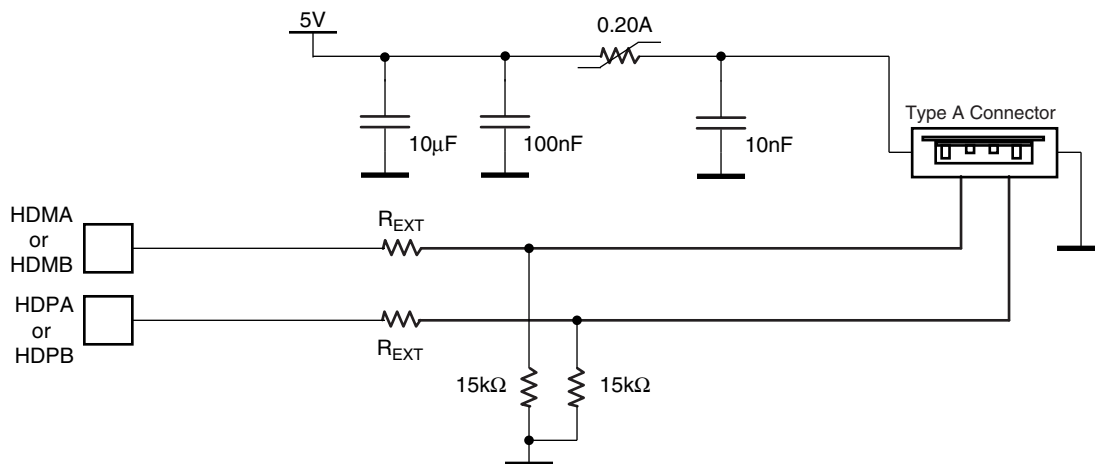 5V
0.20A
10μF
100nF
10nF
Type A Connector
HDMA
or
HDMB
R_EXT
HDPA
or
HDPB
R_EXT
15kΩ
15kΩ